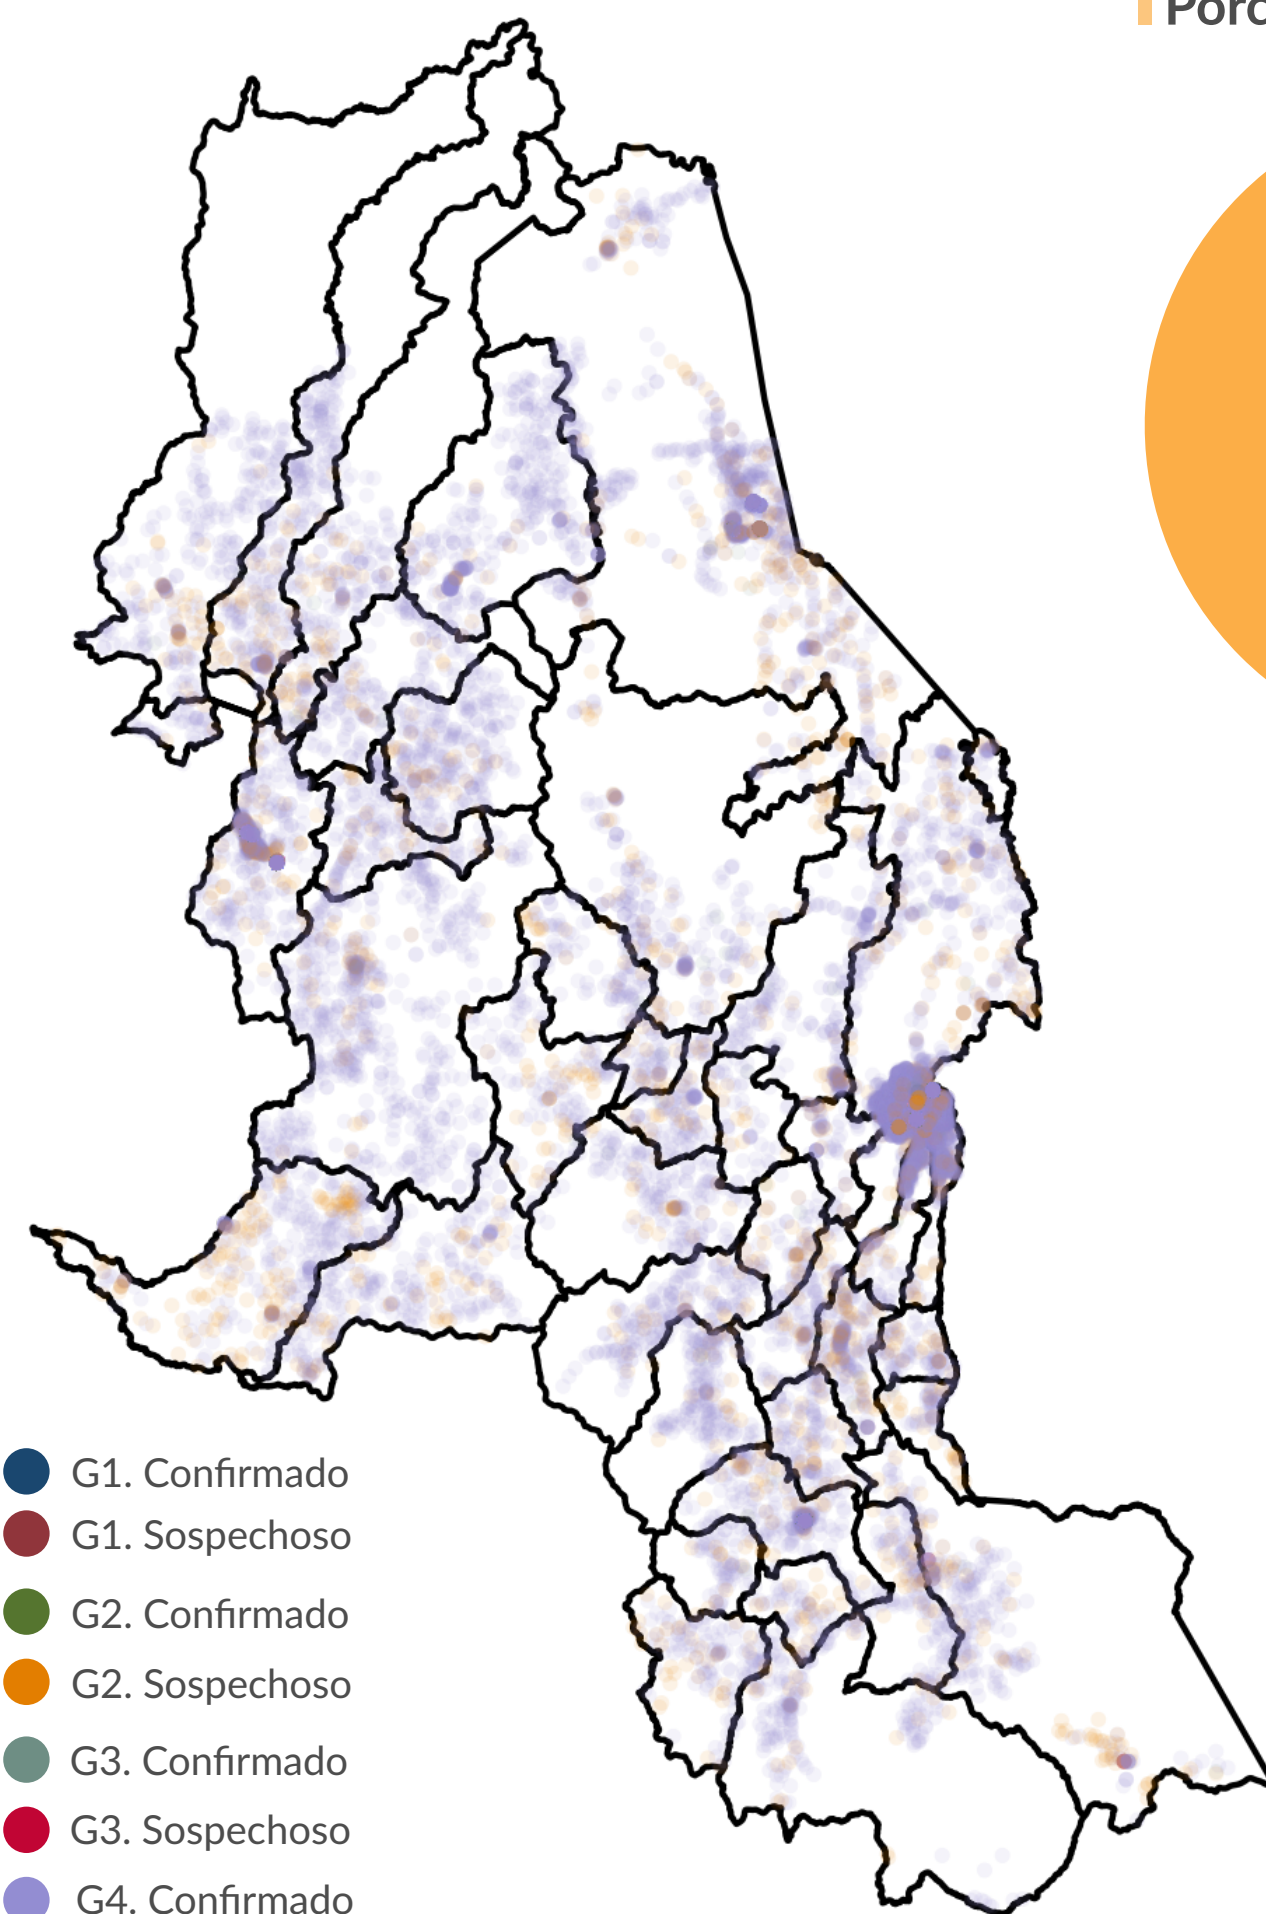 G1. Confirmado
G1. Sospechoso
G2. Confirmado
G2. Sospechoso
G3. Confirmado
G3. Sospechoso
G4. Confirmado